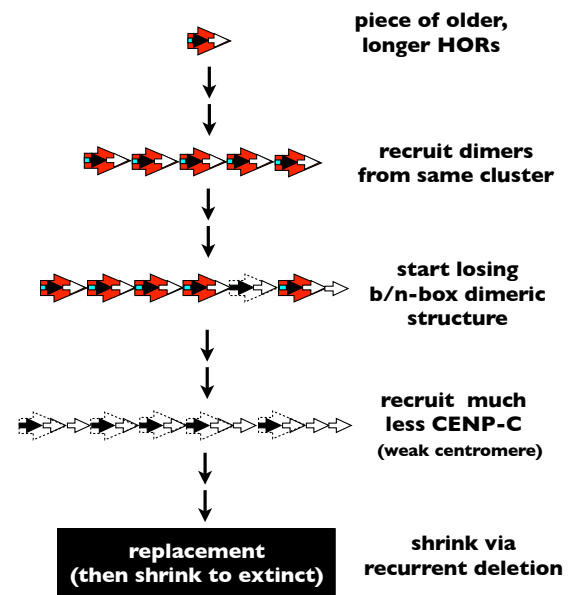 piece of older,
longer HORs
recruit dimers
from same cluster
start losing
b/n-box dimeric
structure
recruit much
less CENP-C
(weak centromere)
replacement
(then shrink to extinct)
shrink via
recurrent deletion